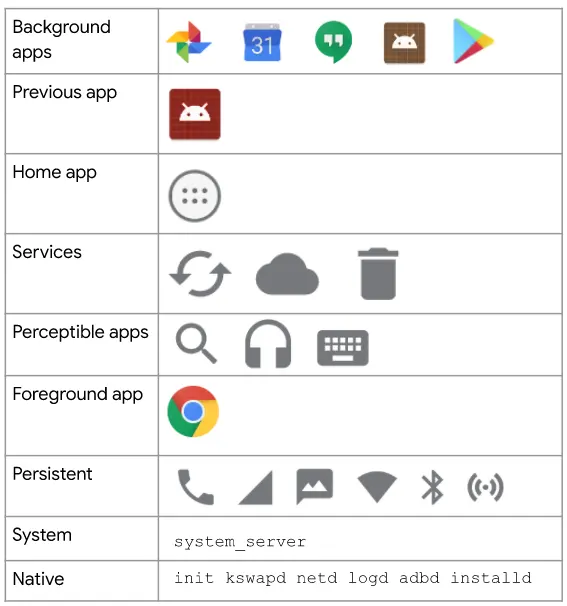 Background
apps
31
Previous app
Home app
Services
Perceptible apps
Foreground app
Persistent
System
system_server
Native
init kswapd netd logd adbd installd